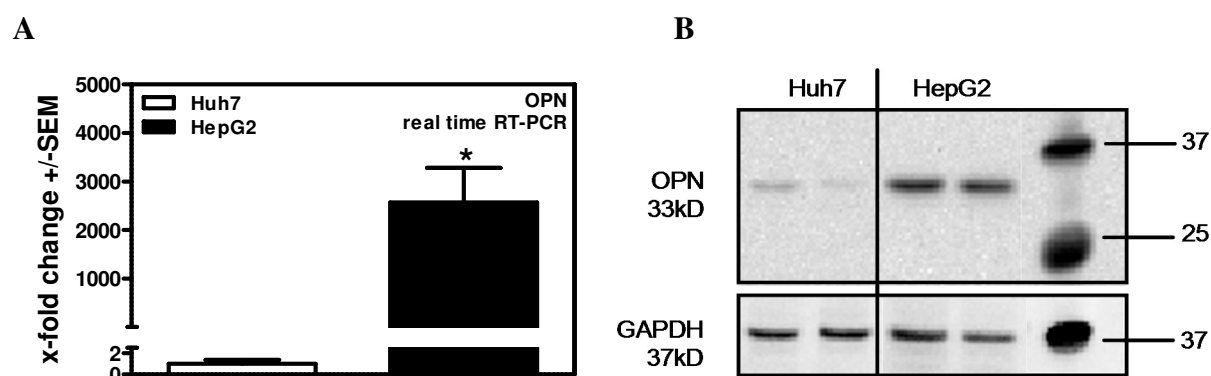 A
x-fold change +/-SEM
5000
4000
3000
2000
1000
2
0
Huh7
HepG2
OPN
real time RT-PCR
*
B
Huh7
HepG2
OPN
33kD
37
25
GAPDH
37kD
37